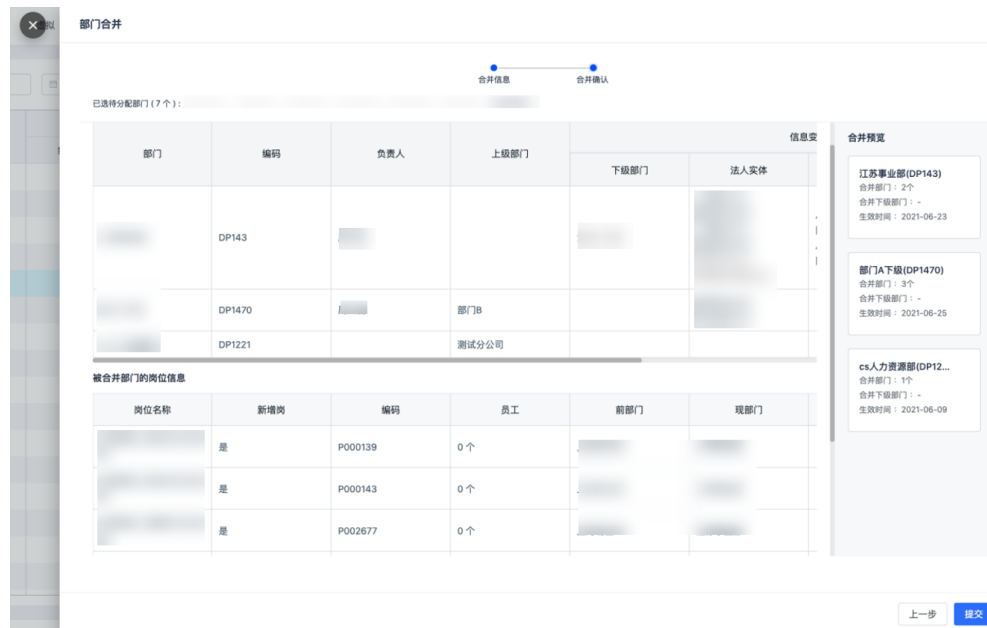 部门合并
合并信息 合并确认
已选待分配部门 ( 7 个 ) :
部门 编码 负责人 上级部门 信息变
下级部门 法人实体
DP143
DP1470 部门B
DP1221 测试分公司
被合并部门的岗位信息
岗位名称 新增岗 编码 员工 前部门 现部门
是 P000139 0 个
是 P000143 0 个
是 P002677 0 个
合并预览
江苏事业部(DP143)
合并部门： 2个
合并下级部门： -
生效时间： 2021-06-23
部门A下级(DP1470)
合并部门： 3个
合并下级部门： -
生效时间： 2021-06-25
cs人力资源部(DP12...
合并部门： 1个
合并下级部门： -
生效时间： 2021-06-09
上一步 提交